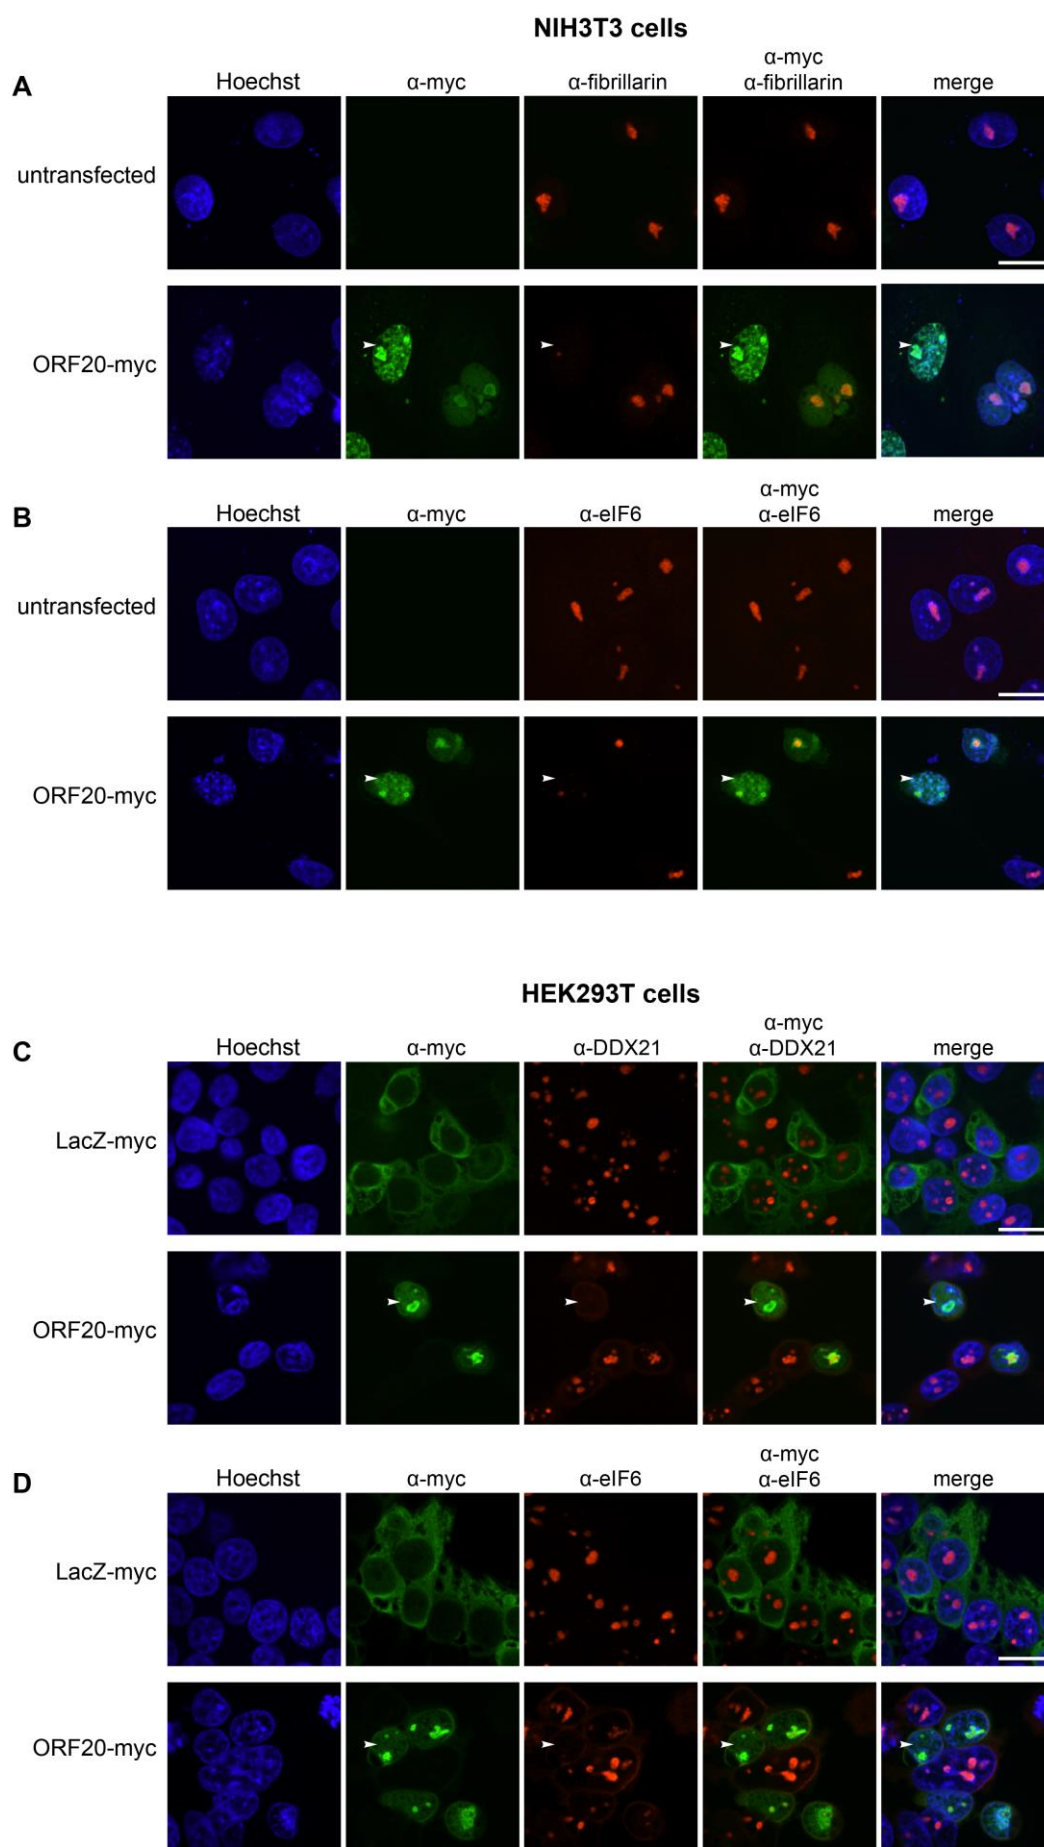 NIH3T3 cells
α-myc
A Hoechst α-myc α-fibrillarin α-fibrillarin merge
untransfected
ORF20-myc
α-myc
B Hoechst α-myc α-eIF6 α-eIF6 merge
untransfected
ORF20-myc
HEK293T cells
α-myc
C Hoechst α-myc α-DDX21 α-DDX21 merge
LacZ-myc
ORF20-myc
α-myc
D Hoechst α-myc α-eIF6 α-eIF6 merge
LacZ-myc
ORF20-myc